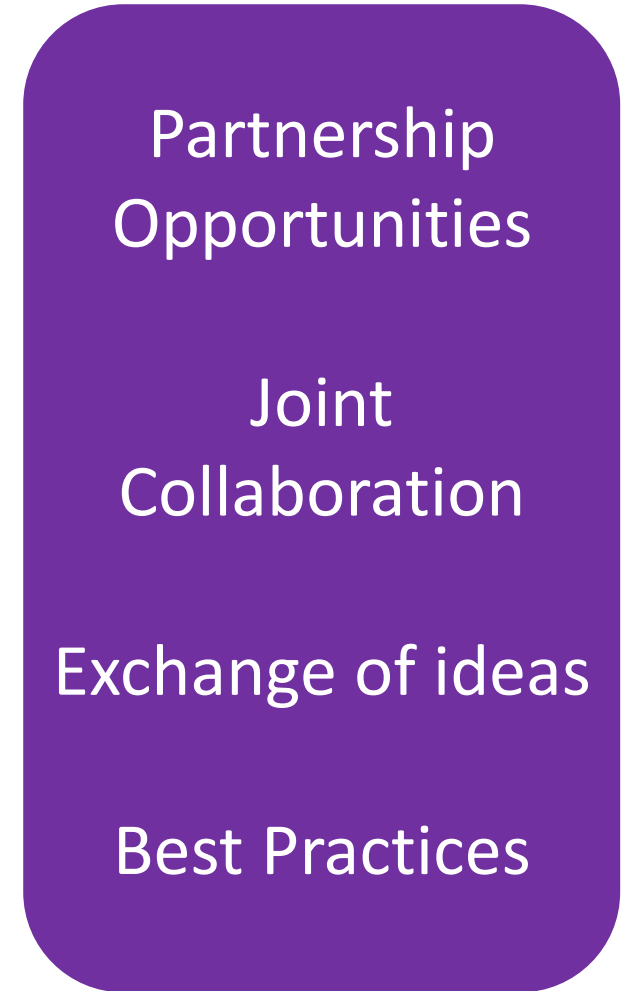 Partnership
Opportunities
Joint
Collaboration
Exchange of ideas
Best Practices